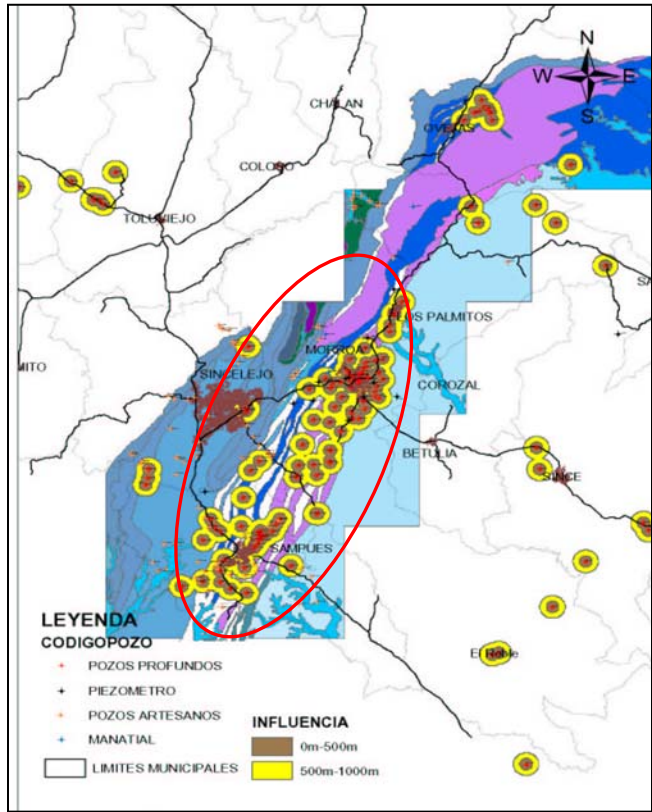 N
W E
S
CHALAN
OVEJAS
COLOSO
TOLUVIEJO
SA
LOS PALMITOS
MORROA
MITO
SINCELEJO
COROZAL
BETULIA
SINCE
SAMPUES
El Roble
LEYENDA
CODIGOPOZO
POZOS PROFUNDOS
PIEZOMETRO
POZOS ARTESANOS
MANATIAL
LIMITES MUNICIPALES
INFLUENCIA
0m-500m
500m-1000m